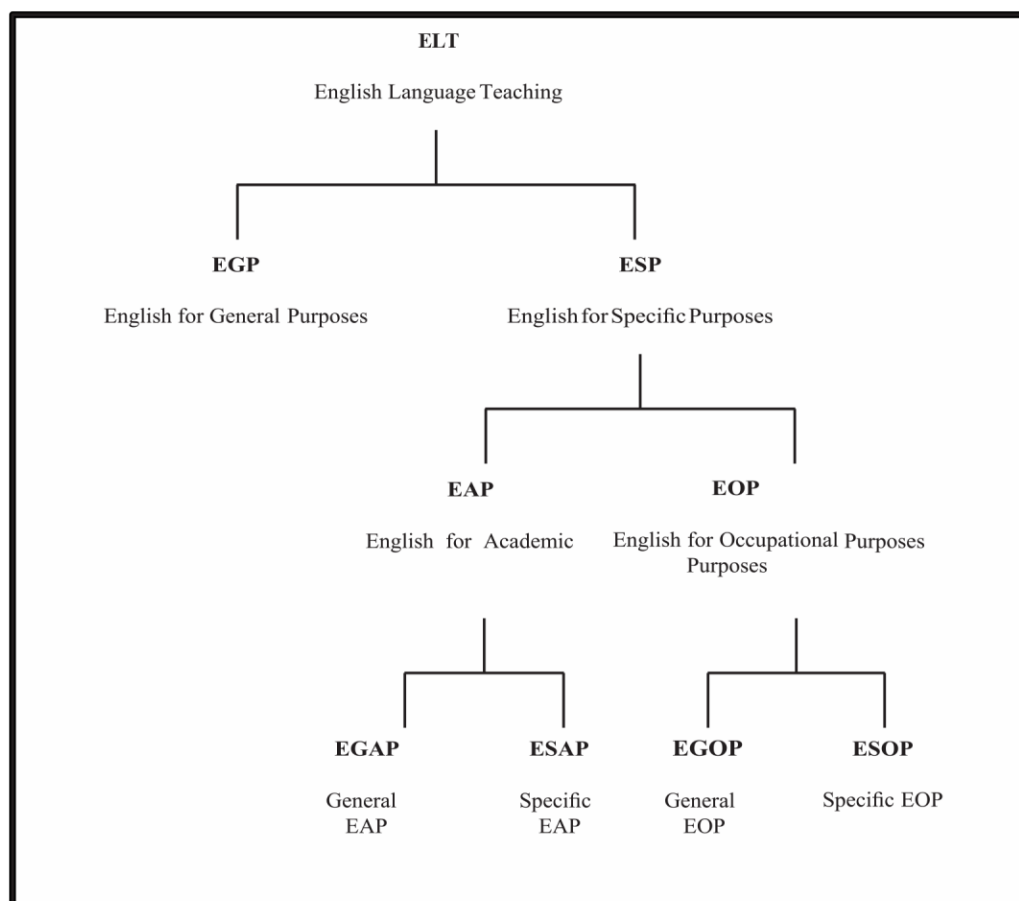 ELT
English Language Teaching
EGP ESP
English for General Purposes English for Specific Purposes
EAP EOP
English for Academic English for Occupational Purposes
Purposes
EGAP ESAP EGOP ESOP
General Specific General Specific EOP
EAP EAP EOP